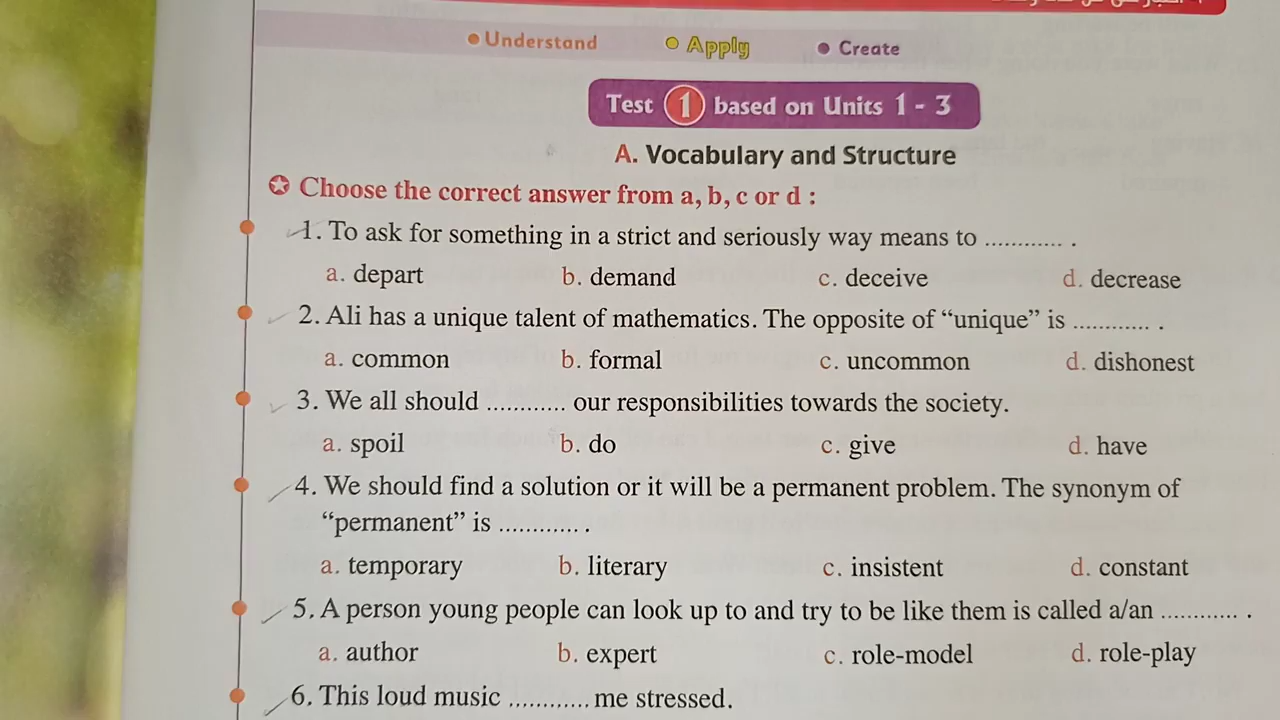 Understand Apply Create
Test 1 based on Units 1 - 3
A. Vocabulary and Structure
Choose the correct answer from a, b, c or d :
1. To ask for something in a strict and seriously way means to ............ .
a. depart b. demand c. deceive d. decrease
2. Ali has a unique talent of mathematics. The opposite of “unique” is ............ .
a. common b. formal c. uncommon d. dishonest
3. We all should ............ our responsibilities towards the society.
a. spoil b. do c. give d. have
4. We should find a solution or it will be a permanent problem. The synonym of
“permanent” is ............ .
a. temporary b. literary c. insistent d. constant
5. A person young people can look up to and try to be like them is called a/an ............ .
a. author b. expert c. role-model d. role-play
6. This loud music ............ me stressed.